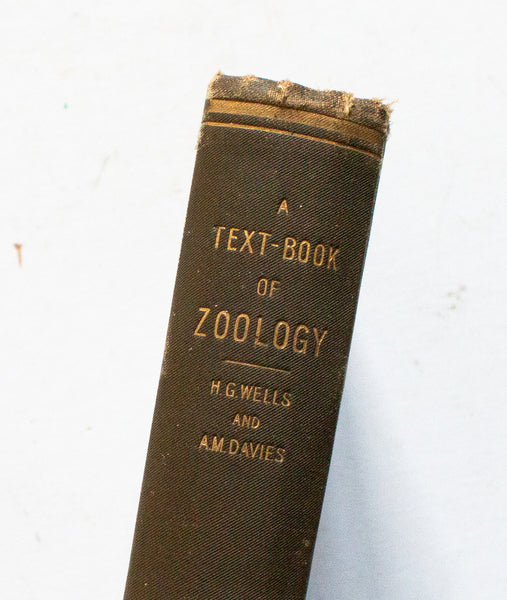 A
TEXT-BOOK
OF
ZOOLOGY
H.G.WELLS
AND
A.M.DAVIES